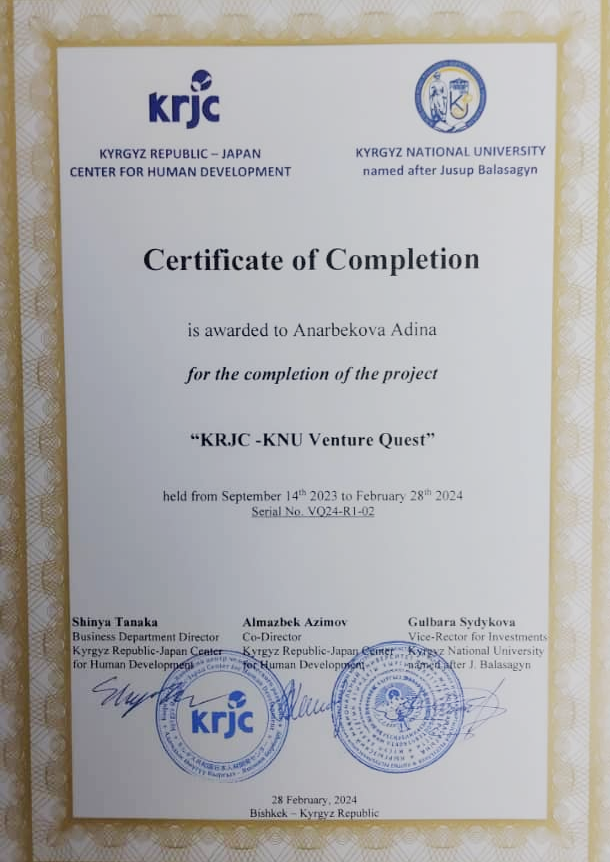 krjc
KYRGYZ REPUBLIC – JAPAN
CENTER FOR HUMAN DEVELOPMENT
KYRGYZ NATIONAL UNIVERSITY
named after Jusup Balasagyn
Certificate of Completion
is awarded to Anarbekova Adina
for the completion of the project
“KRJC -KNU Venture Quest”
held from September 14th 2023 to February 28th 2024
Serial No. VQ24-R1-02
Shinya Tanaka
Business Department Director
Kyrgyz Republic-Japan Center
for Human Development
Almazbek Azimov
Co-Director
Kyrgyz Republic-Japan Center
for Human Development
Gulbara Sydykova
Vice-Rector for Investments
Kyrgyz National University
named after J. Balasagyn
krjc
28 February, 2024
Bishkek – Kyrgyz Republic